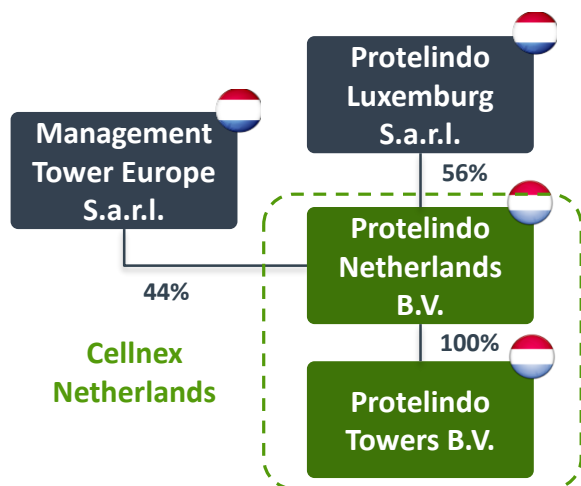 Protelindo
Luxemburg
S.a.r.l.
Management
Tower Europe
S.a.r.l.
56%
Protelindo
Netherlands
B.V.
44%
100%
Cellnex
Netherlands
Protelindo
Towers B.V.